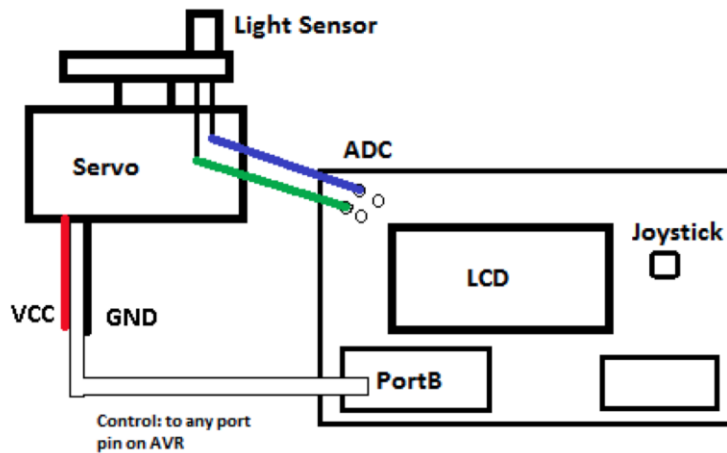 Light Sensor
ADC
Servo
Joystick
LCD
VCC
GND
PortB
Control: to any port
pin on AVR